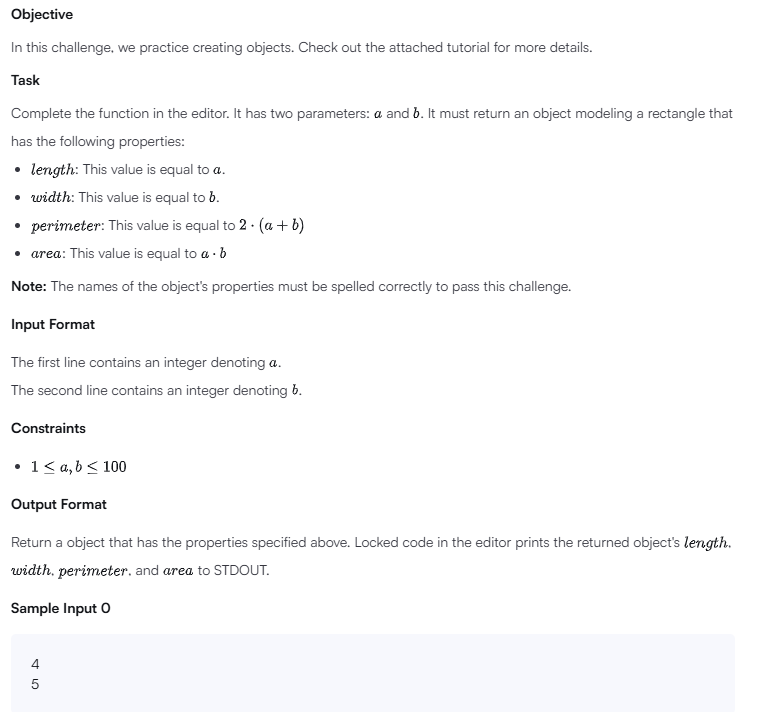 Objective
In this challenge, we practice creating objects. Check out the attached tutorial for more details.
Task
Complete the function in the editor. It has two parameters: a and b. It must return an object modeling a rectangle that
has the following properties:
• length: This value is equal to a.
• width: This value is equal to b.
• perimeter: This value is equal to 2 · (a + b)
• area: This value is equal to a · b
Note: The names of the object's properties must be spelled correctly to pass this challenge.
Input Format
The first line contains an integer denoting a.
The second line contains an integer denoting b.
Constraints
• 1 ≤ a, b ≤ 100
Output Format
Return a object that has the properties specified above. Locked code in the editor prints the returned object's length,
width, perimeter, and area to STDOUT.
Sample Input 0
4
5